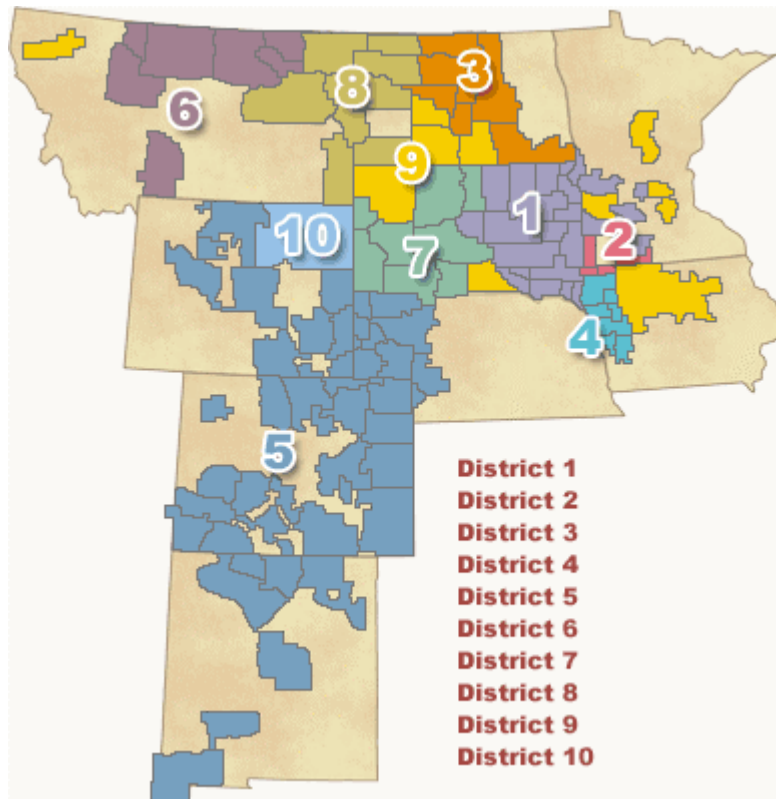 3
8
6
9
1
10
2
7
4
5
District 1
District 2
District 3
District 4
District 5
District 6
District 7
District 8
District 9
District 10